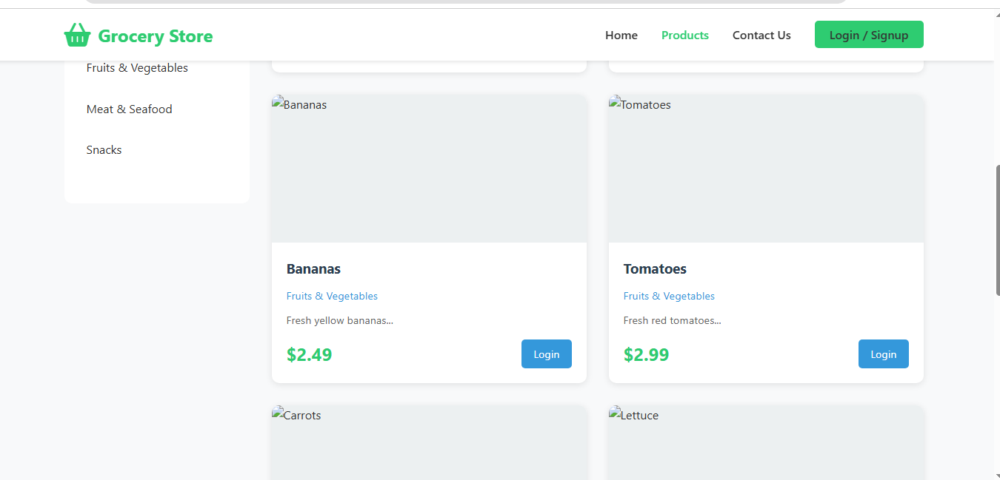 Grocery Store
Home
Products
Contact Us
Login / Signup
Fruits & Vegetables
Meat & Seafood
Snacks
Bananas
Bananas
Fruits & Vegetables
Fresh yellow bananas...
$2.49
Login
Tomatoes
Tomatoes
Fruits & Vegetables
Fresh red tomatoes...
$2.99
Login
Carrots
Lettuce